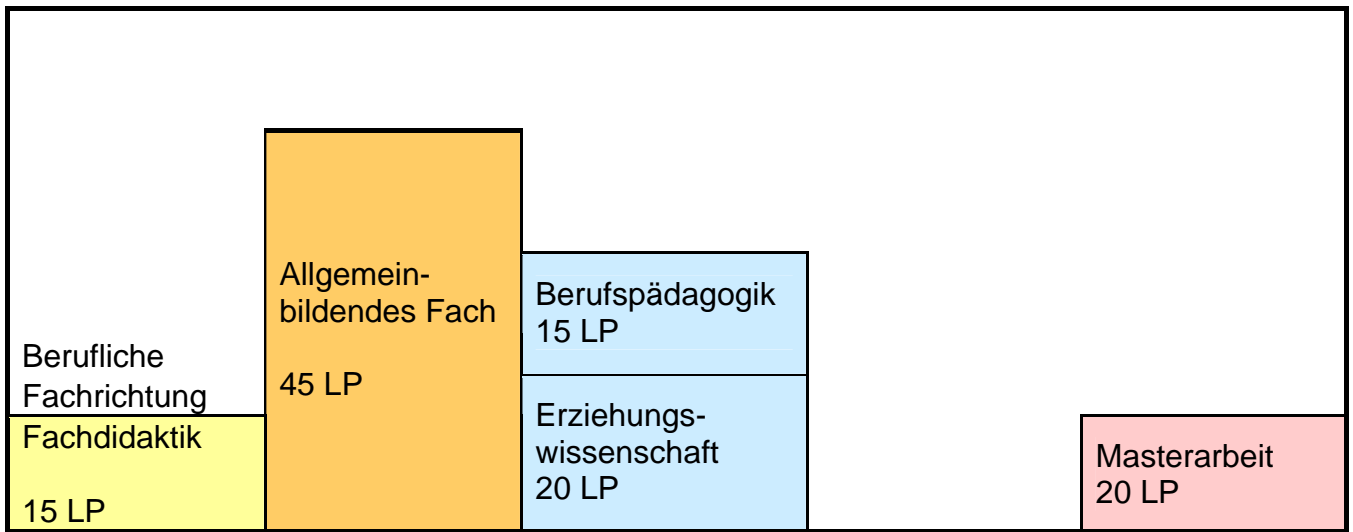 Berufliche
Fachrichtung
Fachdidaktik
15 LP
Allgemein-
bildendes Fach
45 LP
Berufspädagogik
15 LP
Erziehungs-
wissenschaft
20 LP
Masterarbeit
20 LP